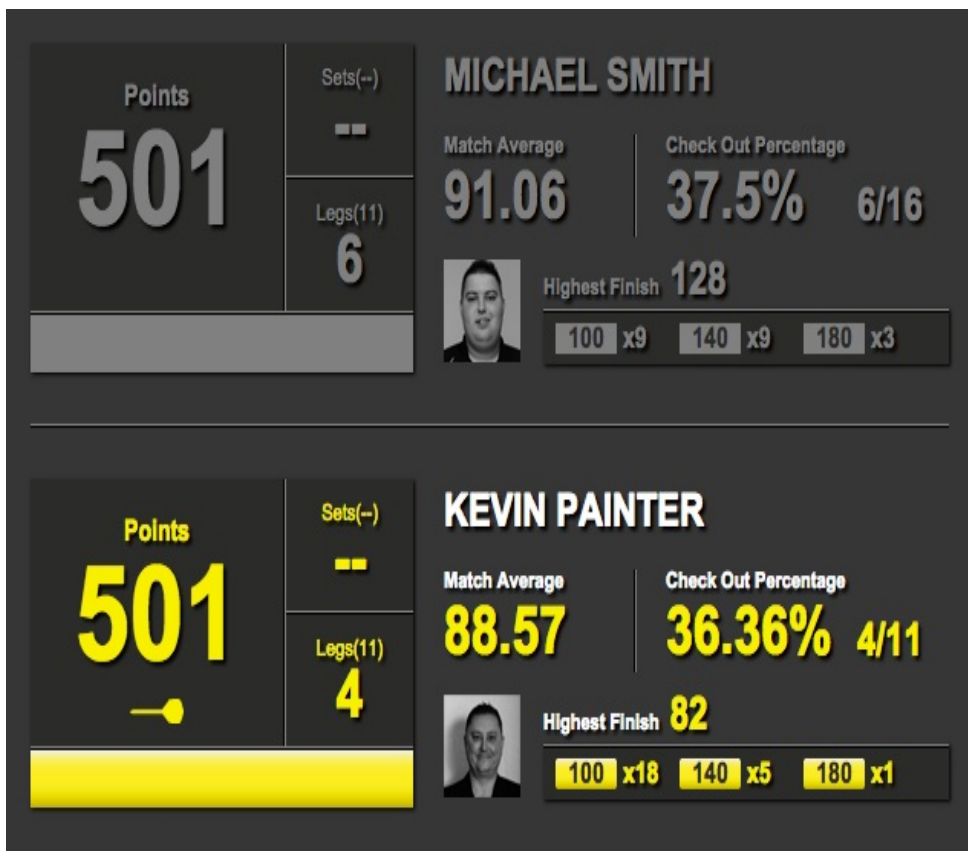 Points
501
Sets(--)
--
Legs(11)
6
MICHAEL SMITH
Match Average
91.06
Check Out Percentage
37.5% 6/16
Highest Finish 128
100 x9 140 x9 180 x3
Points
501
Sets(--)
--
Legs(11)
4
KEVIN PAINTER
Match Average
88.57
Check Out Percentage
36.36% 4/11
Highest Finish 82
100 x18 140 x5 180 x1